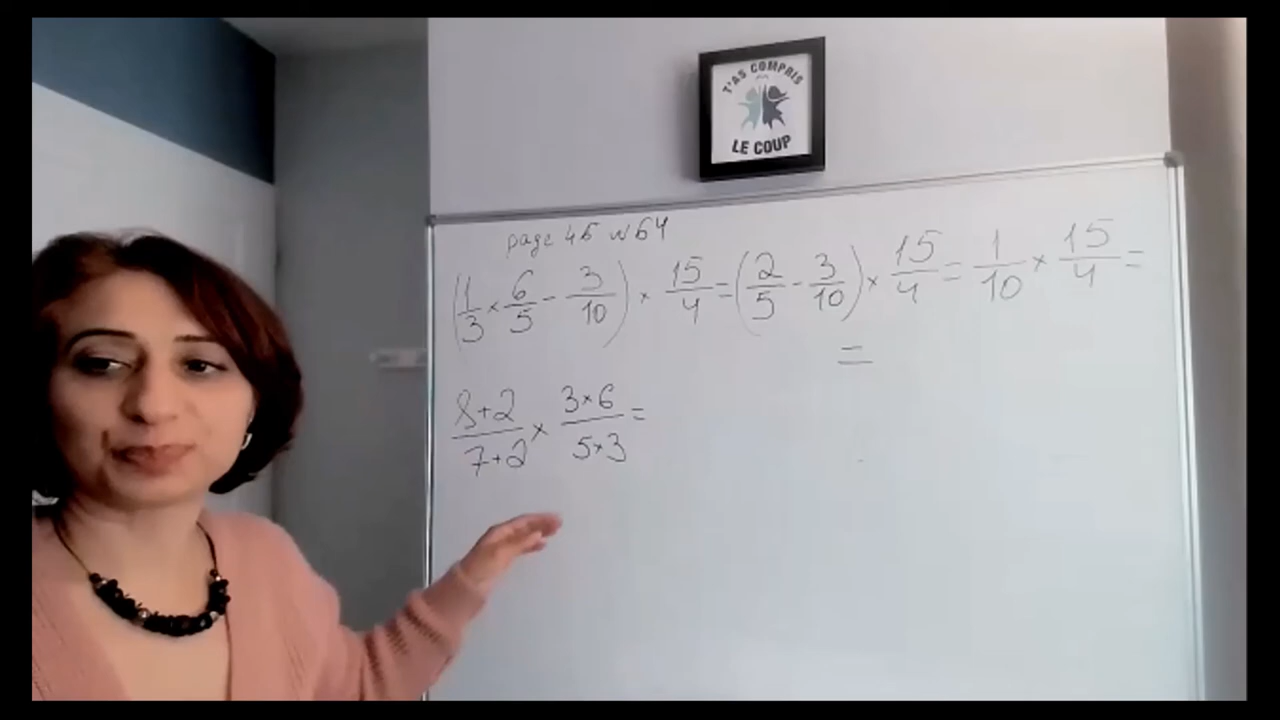 T'AS COMPRIS
LE COUP
page 46 n°64
(1/3 × 6/5 - 3/10) × 15/4 = (2/5 - 3/10) × 15/4 = 1/10 × 15/4 =
=
8+2/7+2 × 3×6/5×3 =